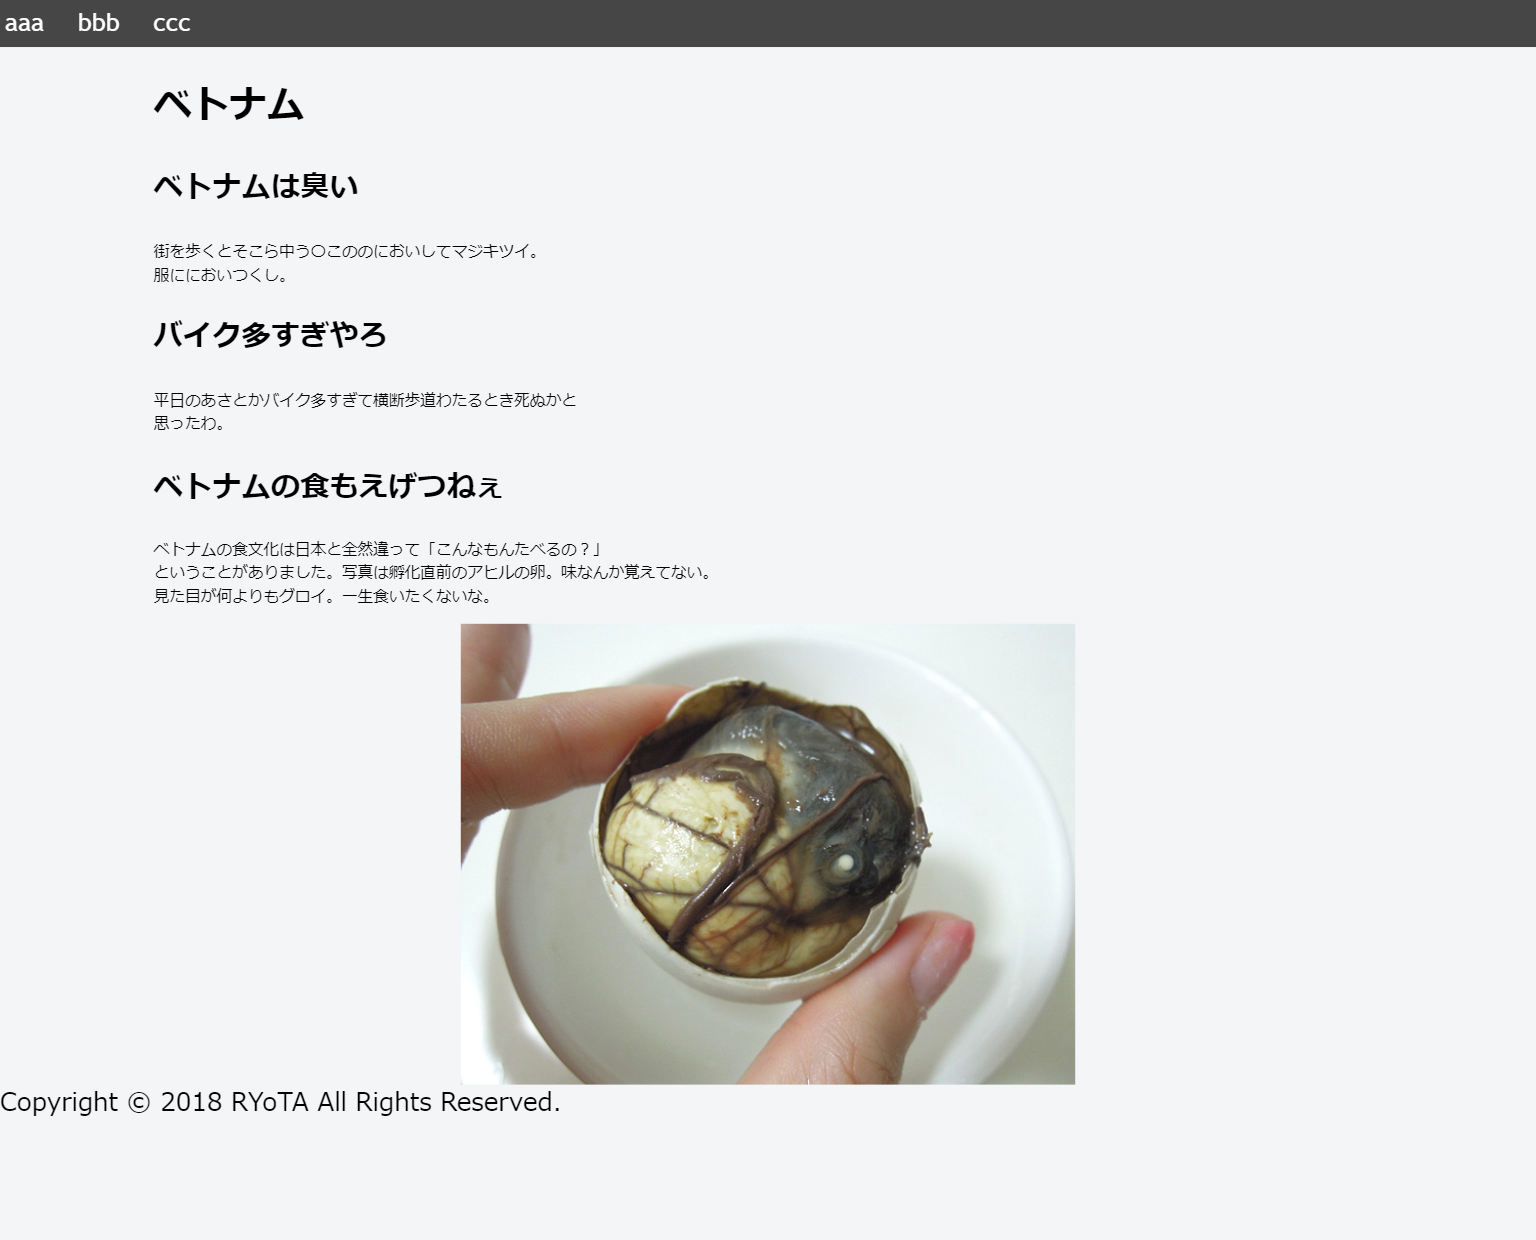 aaa bbb ccc
ベトナム
ベトナムは臭い
街を歩くとそこら中う〇こののにおいしてマジキツイ。
服ににおいつくし。
バイク多すぎやろ
平日のあさとかバイク多すぎて横断歩道わたるとき死ぬかと
思ったわ。
ベトナムの食もえげつねぇ
ベトナムの食文化は日本と全然違って「こんなもんたべるの？」
ということがありました。写真は孵化直前のアヒルの卵。味なんか覚えてない。
見た目が何よりもグロイ。一生食いたくないな。
Copyright © 2018 RYoTA All Rights Reserved.